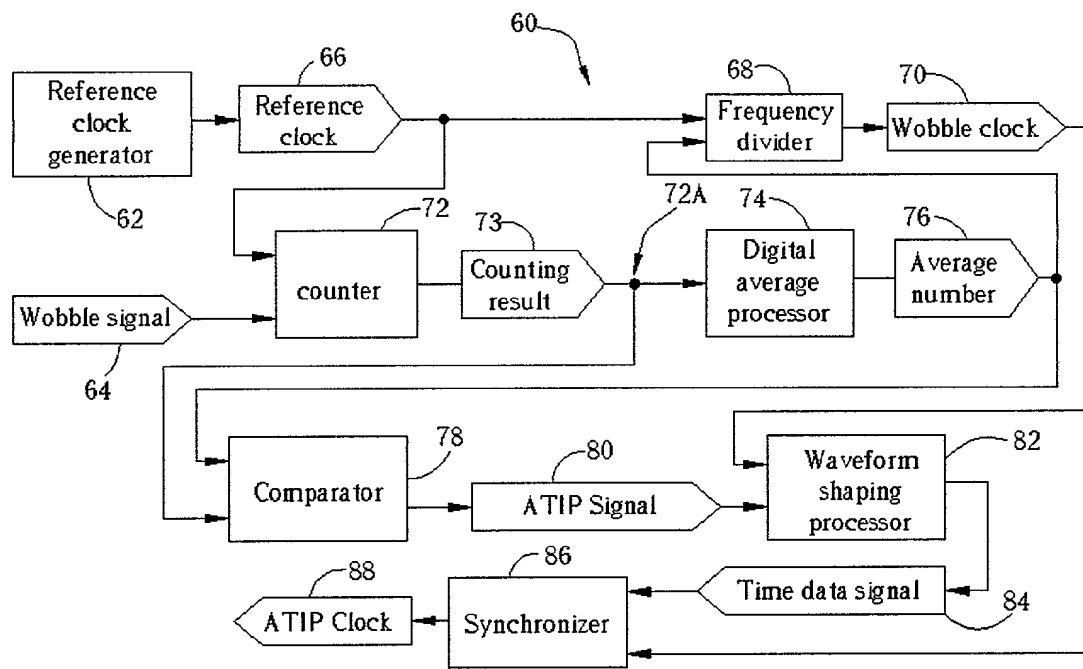 60
66
68
70
Reference
clock
generator
Reference
clock
Frequency
divider
Wobble clock
62
72
73
72A
74
76
counter
Counting
result
Digital
average
processor
Average
number
Wobble signal
64
78
80
82
Comparator
ATIP Signal
Waveform
shaping
processor
88
86
ATIP Clock
Synchronizer
Time data signal
84